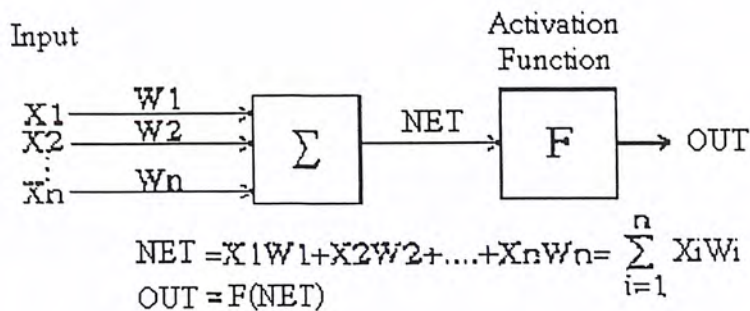 Input
Activation
Function
X1 W1
X2 W2
Σ NET F OUT
⋮
Xn Wn
NET =X1W1+X2W2+....+XnWn= n∑i=1 XiWi
OUT = F(NET)